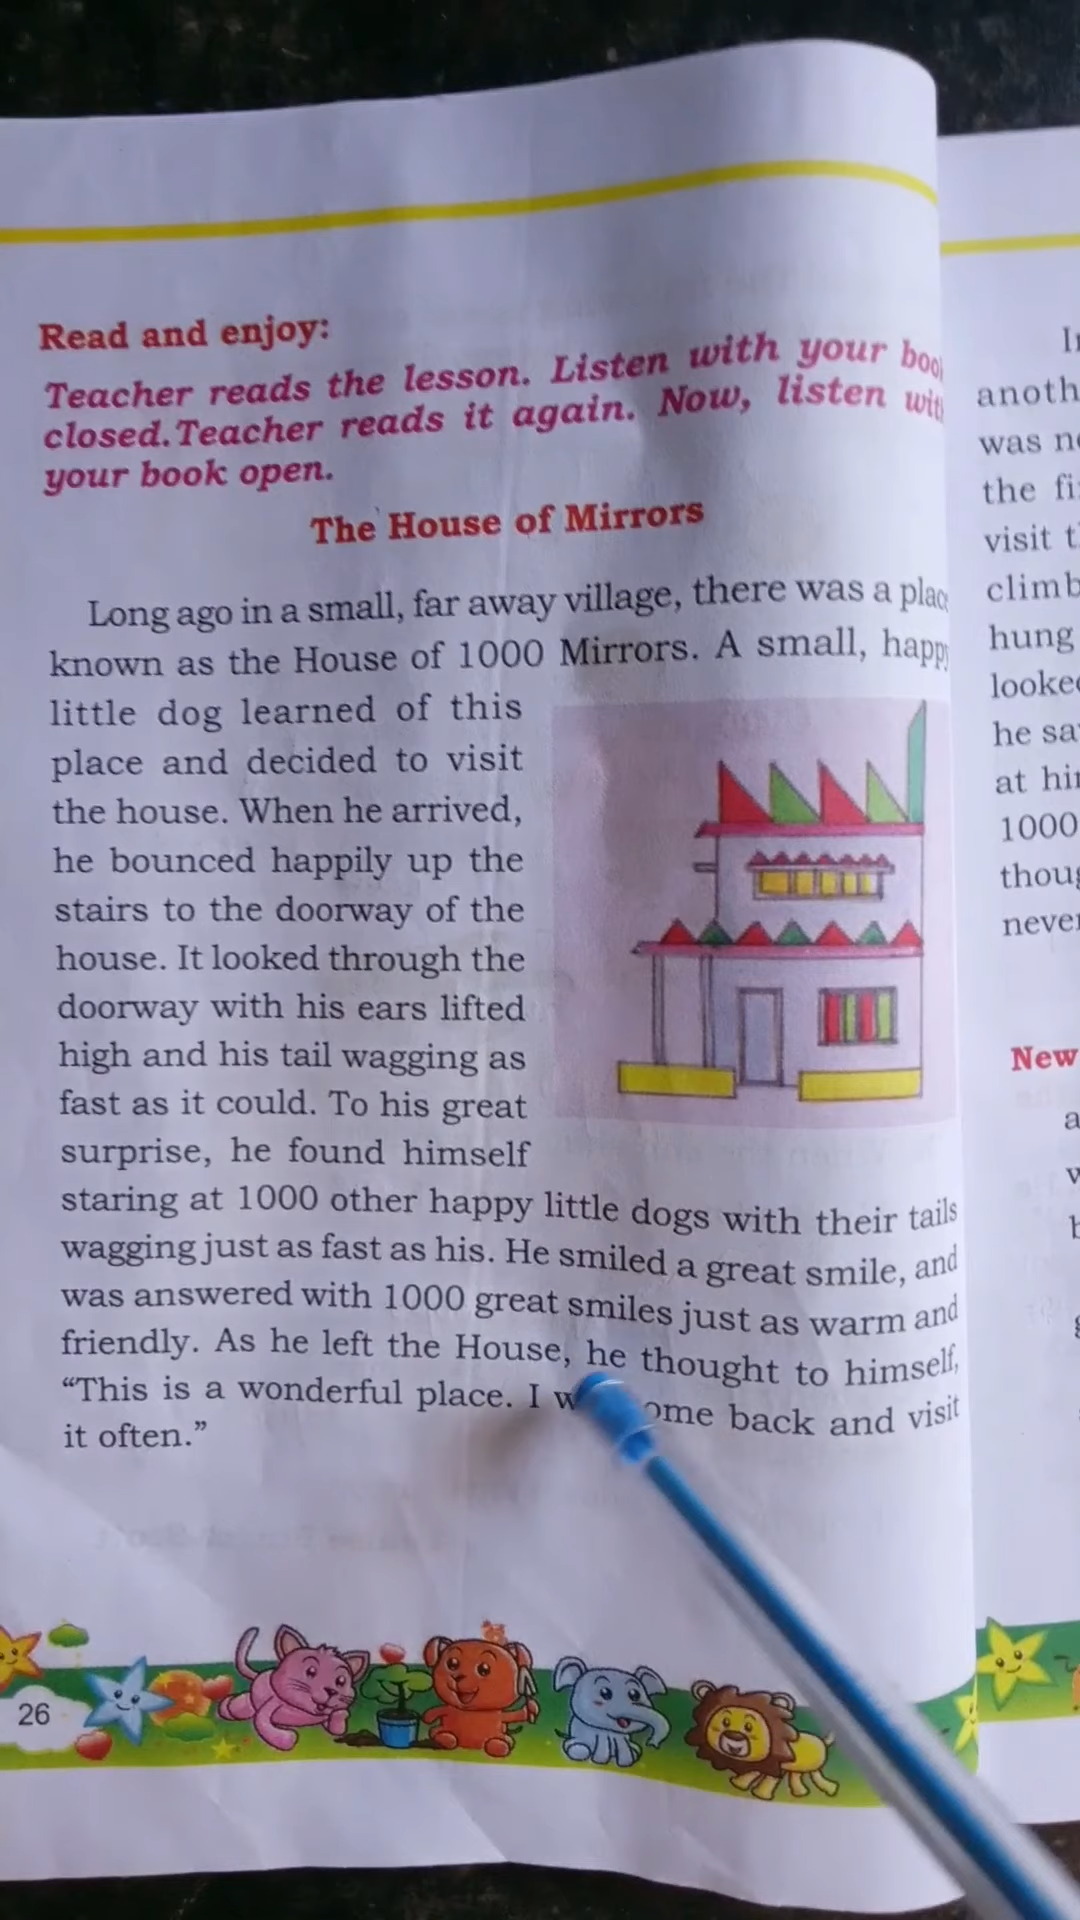 Read and enjoy:
Teacher reads the lesson. Listen with your
closed. Teacher reads it again. Now, listen
your book open.
The House of Mirrors
Long ago in a small, far away village, there was a
known as the House of 1000 Mirrors. A small,
little dog learned of this
place and decided to visit
the house. When he arrived,
he bounced happily up the
stairs to the doorway of the
house. It looked through the
doorway with his ears lifted
high and his tail wagging as
fast as it could. To his great
surprise, he found himself
staring at 1000 other happy little dogs with their tails
wagging just as fast as his. He smiled a great smile, and
was answered with 1000 great smiles just as warm and
friendly. As he left the House, he thought to himself,
“This is a wonderful place. I back and visit
it often.”
26
was
the
visit
hung
he
at
1000
New